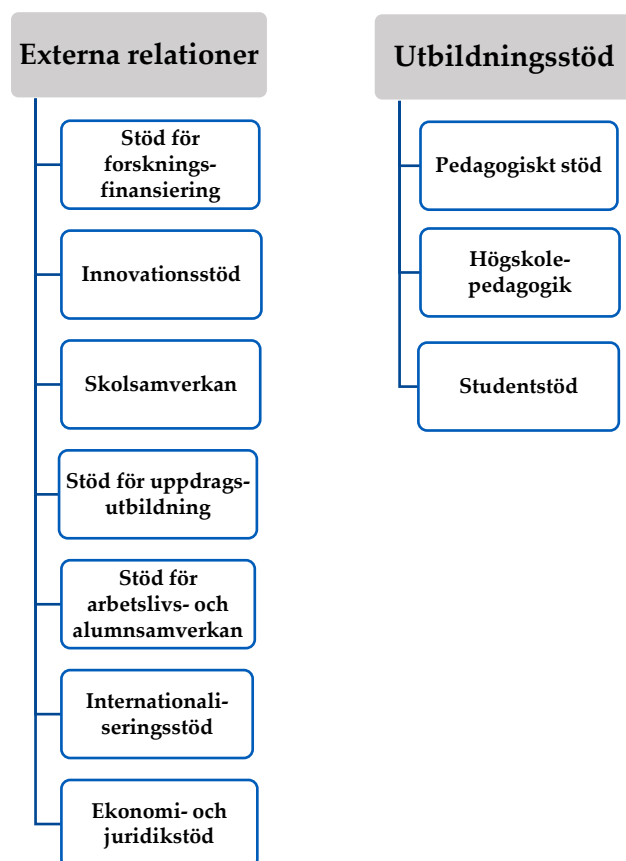 Externa relationer
Stöd för
forsknings-
finansiering
Innovationsstöd
Skolsamverkan
Stöd för uppdrags-
utbildning
Stöd för
arbetslivs- och
alumnsamverkan
Internationali-
seringsstöd
Ekonomi- och
juridikstöd
Utbildningsstöd
Pedagogiskt stöd
Högskole-
pedagogik
Studentstöd